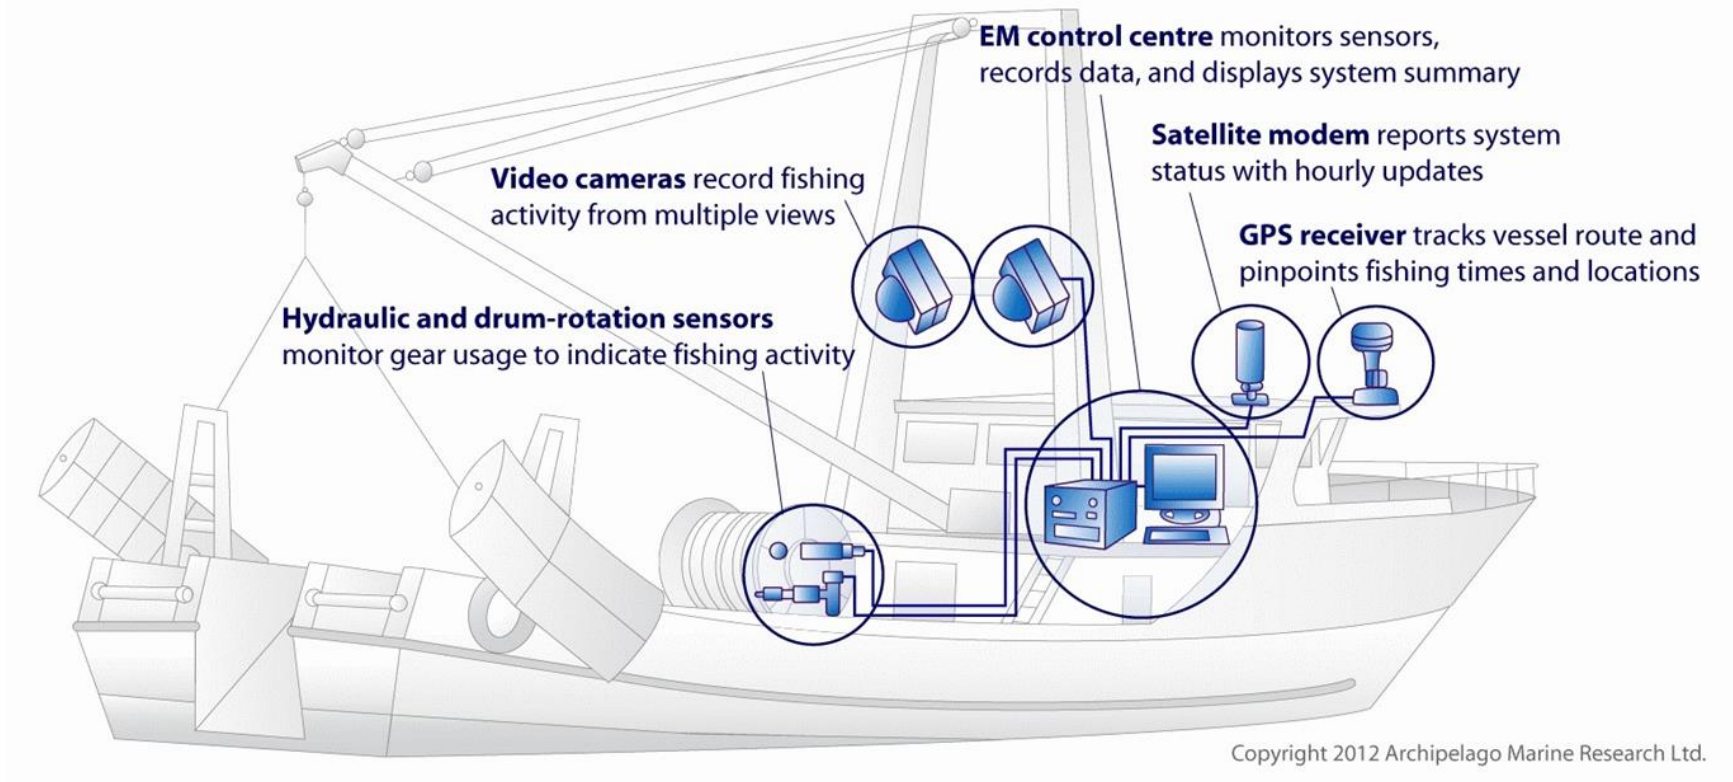 EM control centre monitors sensors,
records data, and displays system summary
Satellite modem reports system
status with hourly updates
Video cameras record fishing
activity from multiple views
GPS receiver tracks vessel route and
pinpoints fishing times and locations
Hydraulic and drum-rotation sensors
monitor gear usage to indicate fishing activity
Copyright 2012 Archipelago Marine Research Ltd.